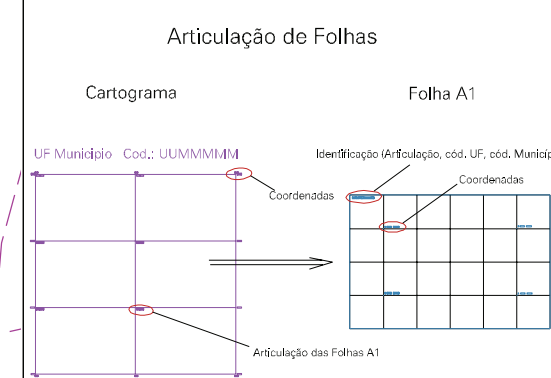 Articulação de Folhas
Cartograma
Folha A1
UF Municipio Cod.: UUMMMMM
Identificação (Articulação, cód. UF, cód. Municíp
Coordenadas
Coordenadas
Articulação das Folhas A1